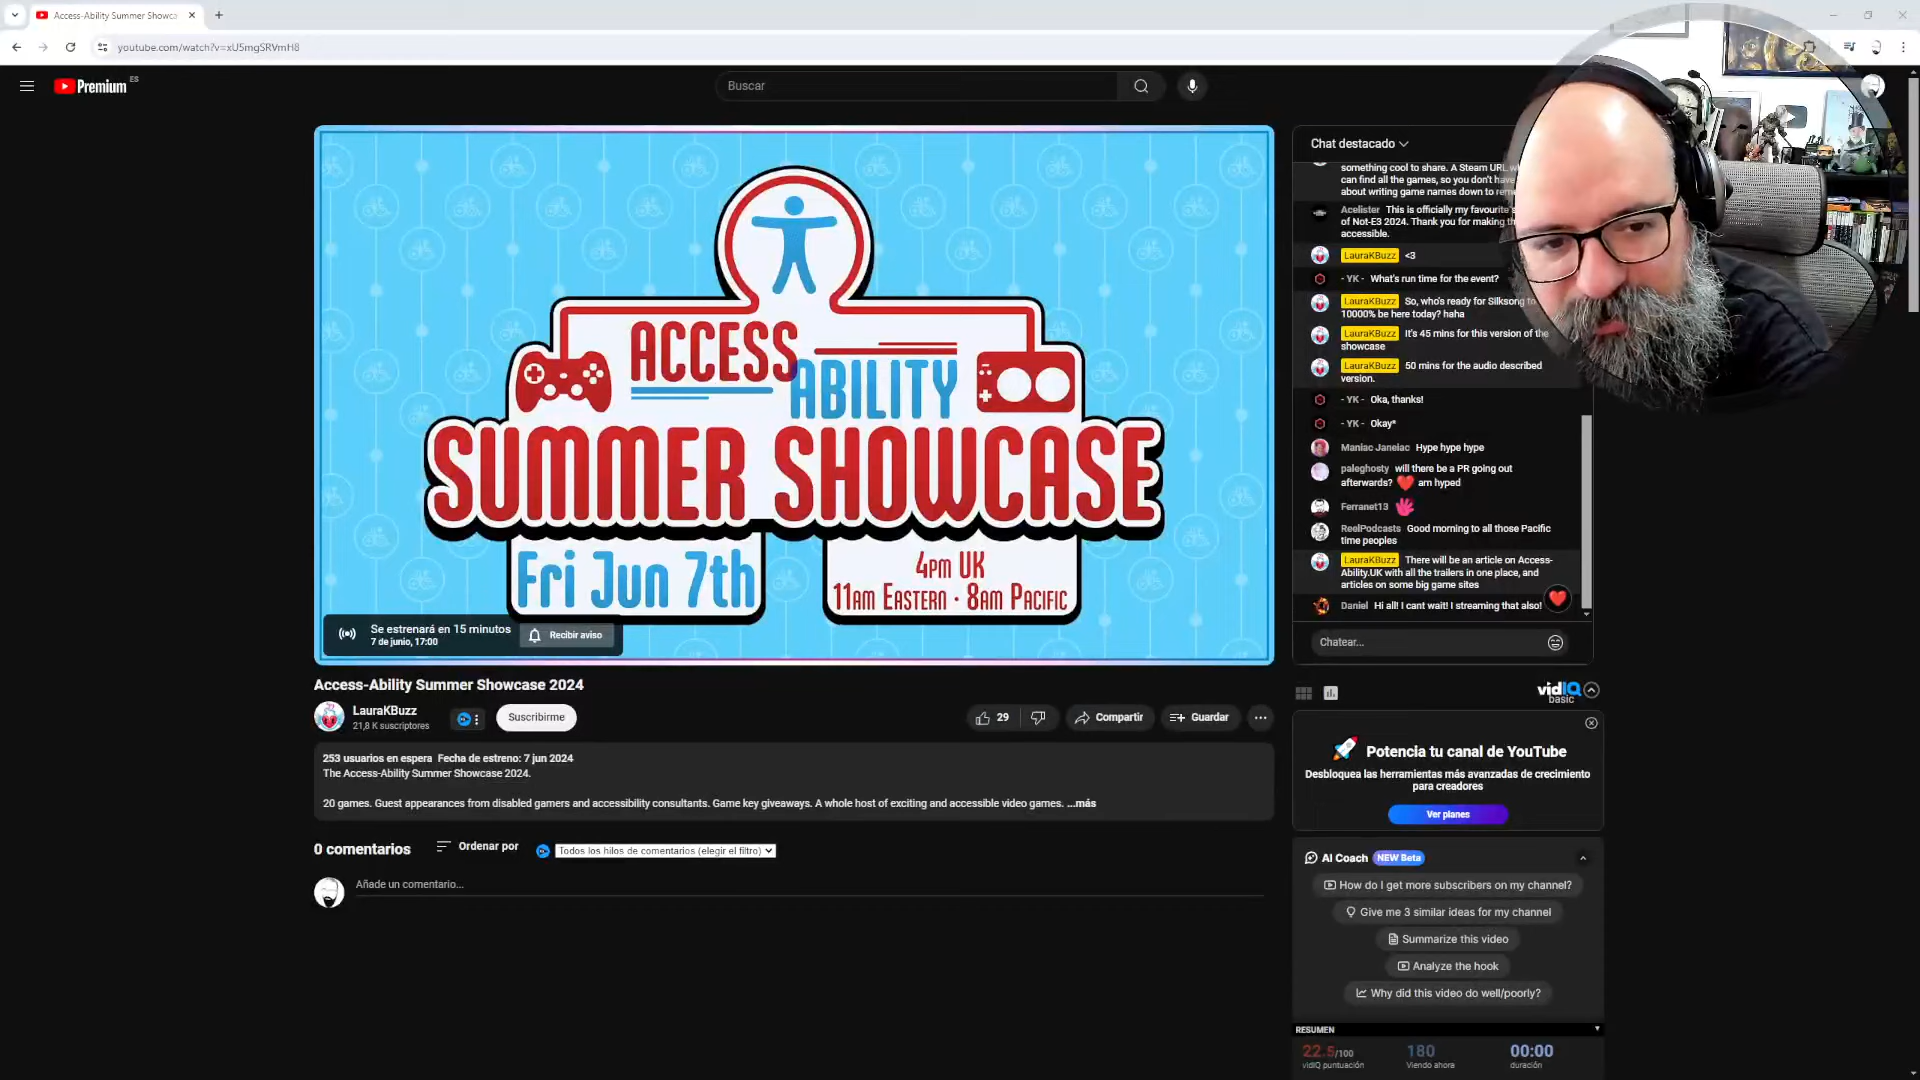 Access-Ability Summer Showca
youtube.com/watch?v=xU5mgSRVmH8
Premium ES
Buscar
ACCESS
ABILITY
SUMMER SHOWCASE
Fri Jun 7th
4PM UK
11AM EASTERN · 8AM PACIFIC
Se estrenará en 15 minutos
7 de junio, 17:00
Recibir aviso
Access-Ability Summer Showcase 2024
LauraKBuzz
21,8 K suscriptores
Suscribirme
29
Compartir
Guardar
253 usuarios en espera Fecha de estreno: 7 jun 2024
The Access-Ability Summer Showcase 2024.
20 games. Guest appearances from disabled gamers and accessibility consultants. Game key giveaways. A whole host of exciting and accessible video games. ...más
0 comentarios
Ordenar por
Todos los hilos de comentarios (elegir el filtro)
Añade un comentario...
Chat destacado
something cool to share. A Steam URL
can find all the games, so you don't have
about writing game names down to
Acelister This is officially my favourite
of Not-E3 2024. Thank you for making
accessible.
LauraKBuzz <3
- YK - What's run time for the event?
LauraKBuzz So, who's ready for Silksong to
10000% be here today? haha
LauraKBuzz It's 45 mins for this version of the
showcase
LauraKBuzz 50 mins for the audio described
version.
- YK - Oka, thanks!
- YK - Okay*
Maniac Janeiac Hype hype hype
paleghosty will there be a PR going out
afterwards? ❤️ am hyped
Ferranet13
ReelPodcasts Good morning to all those Pacific
time peoples
LauraKBuzz There will be an article on Access-
Ability.UK with all the trailers in one place, and
articles on some big game sites
Daniel Hi all! I cant wait! I streaming that also!
Chatear...
vidIQ
basic
Potencia tu canal de YouTube
Desbloquea las herramientas más avanzadas de crecimiento
para creadores
Ver planes
AI Coach NEW Beta
How do I get more subscribers on my channel?
Give me 3 similar ideas for my channel
Summarize this video
Analyze the hook
Why did this video do well/poorly?
RESUMEN
22.5/100
vidIQ puntuación
180
Viendo ahora
00:00
duración